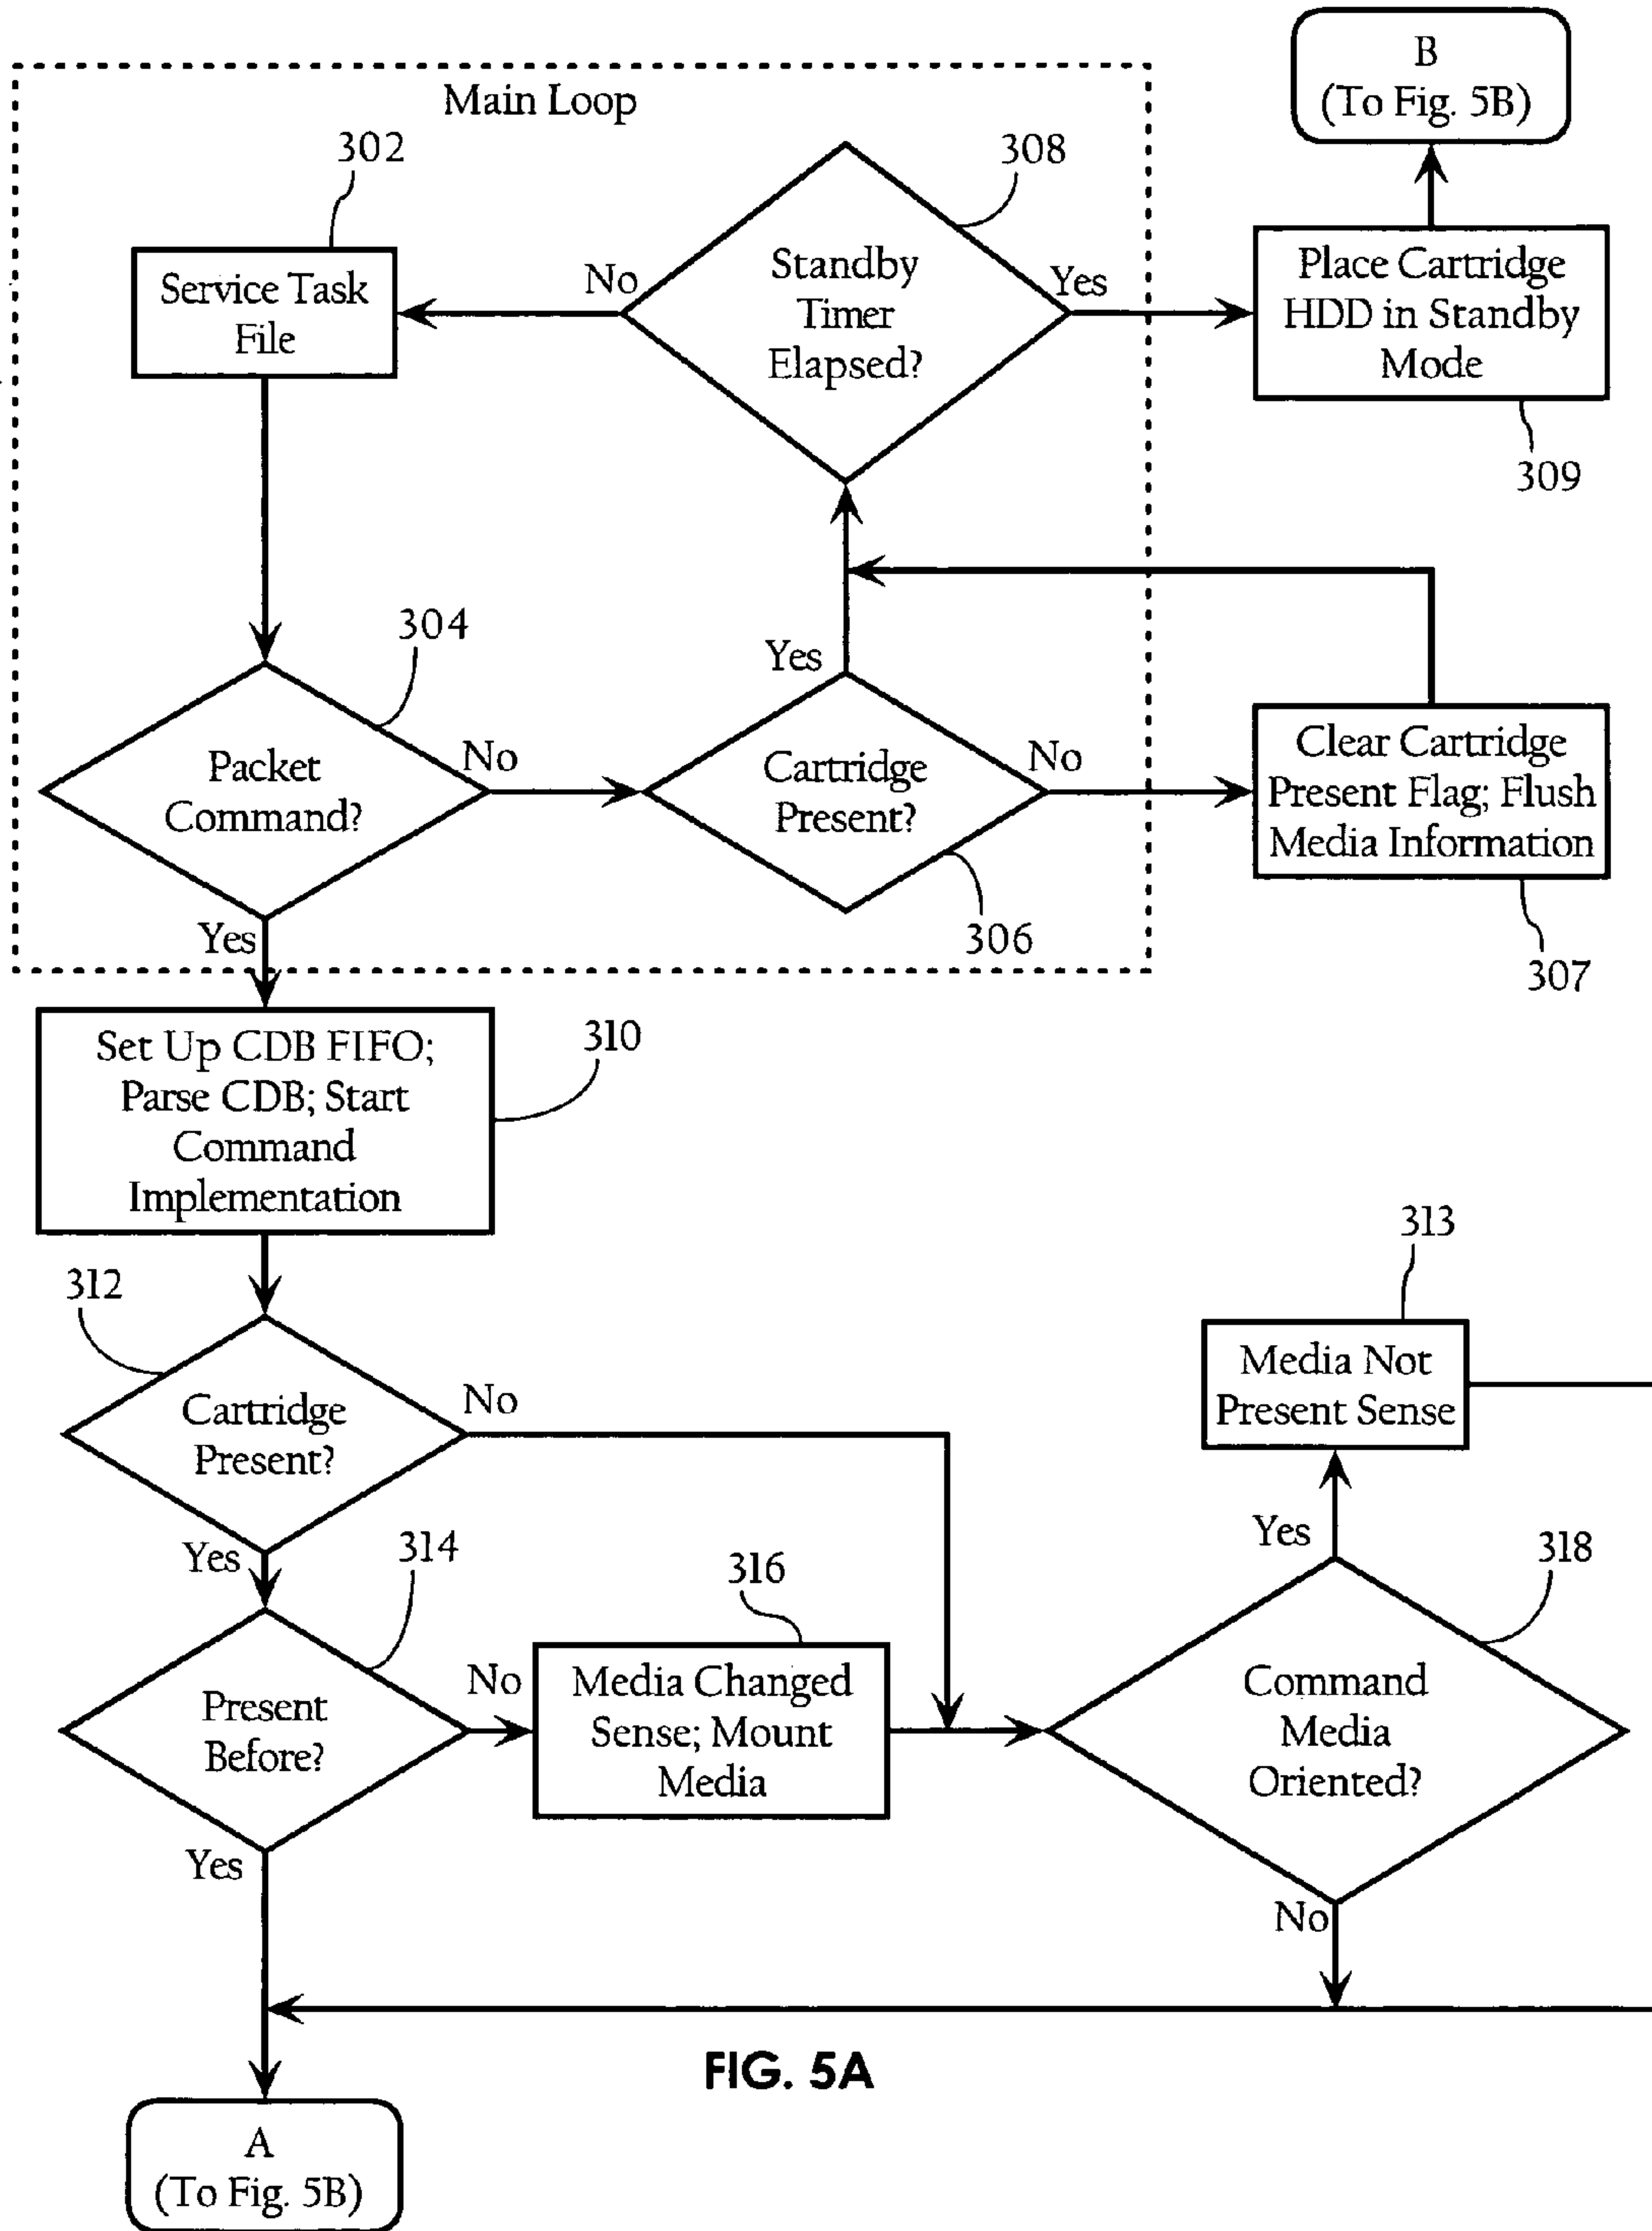 B
(To Fig. 5B)
Main Loop
302
308
Service Task
File
No
Standby
Timer
Elapsed?
Yes
Place Cartridge
HDD in Standby
Mode
309
304
Yes
Packet
Command?
No
Cartridge
Present?
No
Clear Cartridge
Present Flag; Flush
Media Information
306
307
Yes
Set Up CDB FIFO;
Parse CDB; Start
Command
Implementation
310
312
313
Cartridge
Present?
No
Media Not
Present Sense
Yes
314
316
Yes
318
Present
Before?
No
Media Changed
Sense; Mount
Media
Command
Media
Oriented?
Yes
No
FIG. 5A
A
(To Fig. 5B)